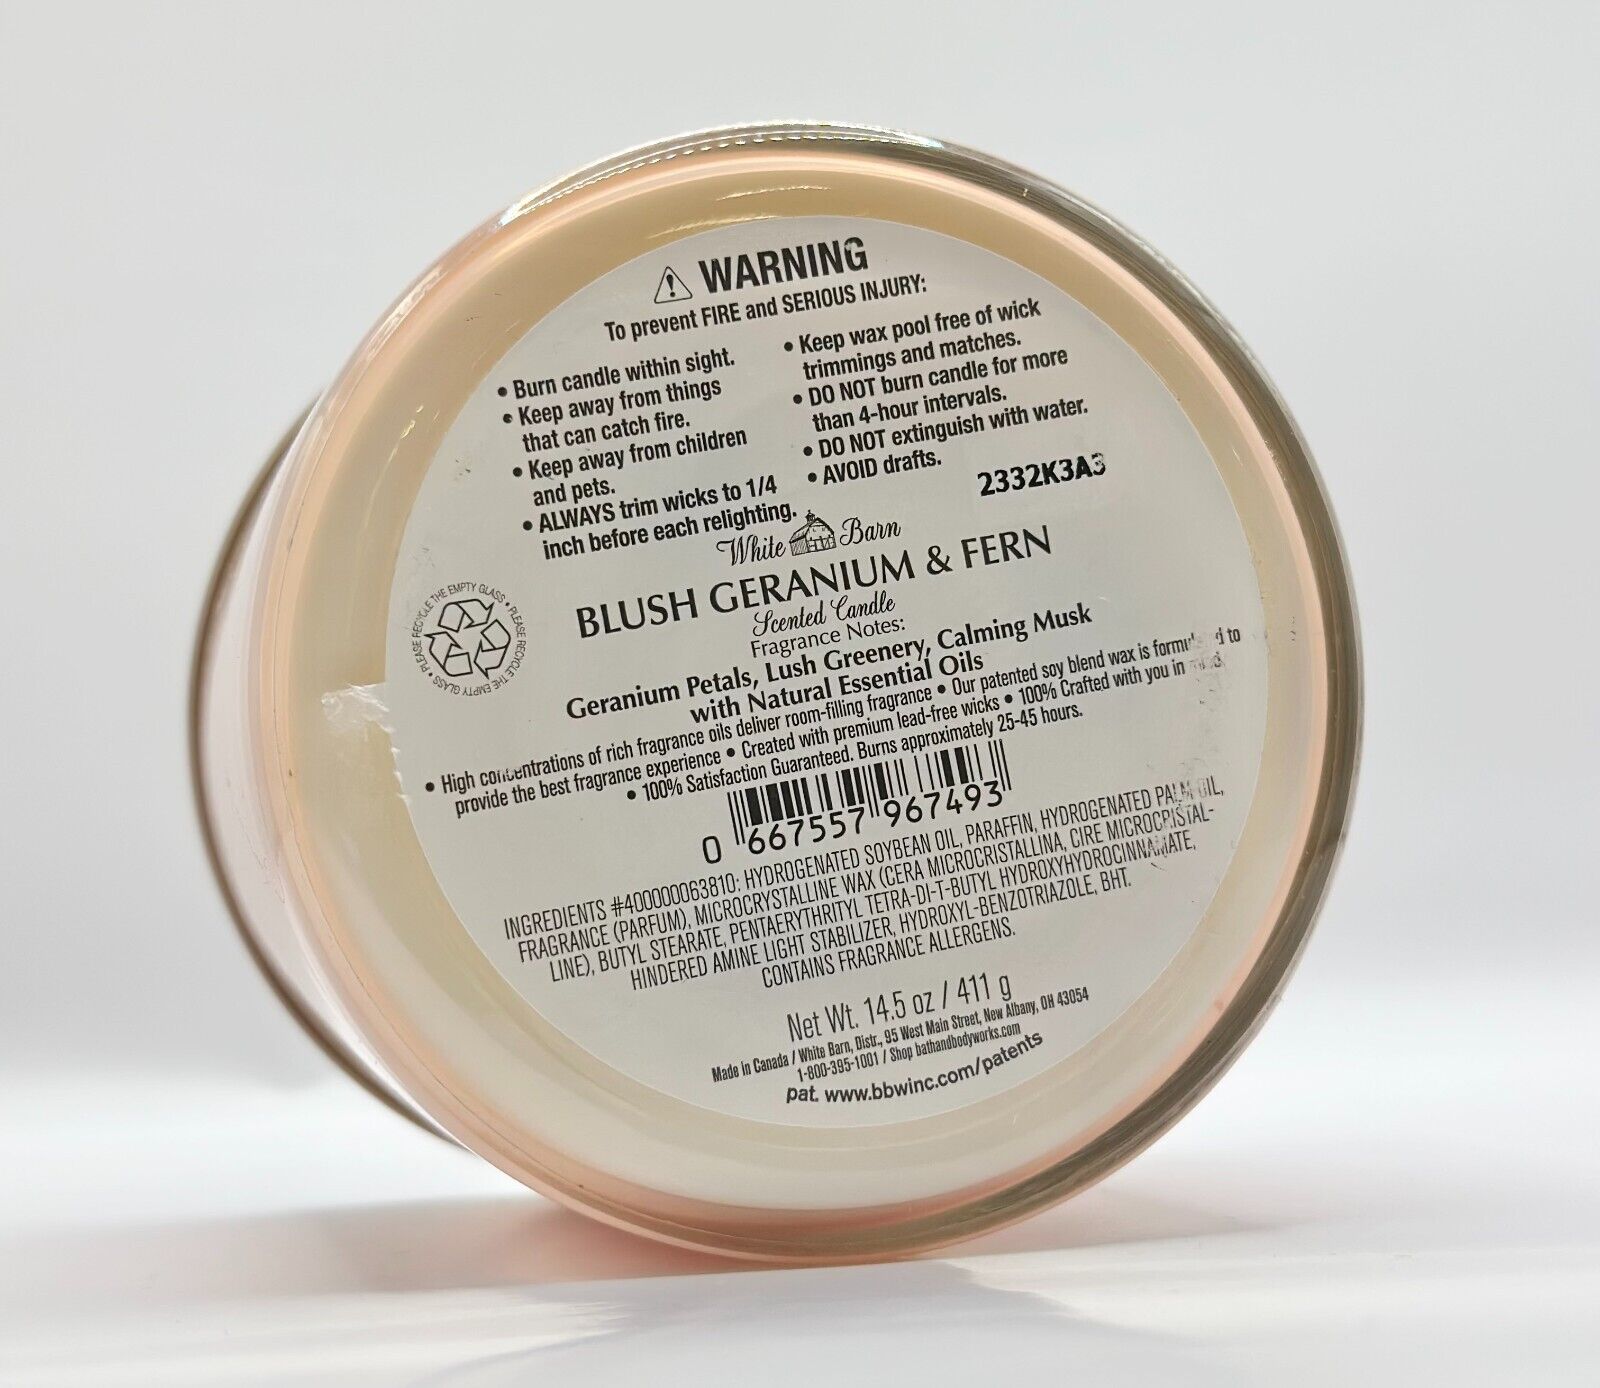 WARNING
To prevent FIRE and SERIOUS INJURY:
• Burn candle within sight.
• Keep away from things
that can catch fire.
• Keep away from children
and pets.
• ALWAYS trim wicks to 1/4
inch before each relighting.
• Keep wax pool free of wick
trimmings and matches.
• DO NOT burn candle for more
than 4-hour intervals.
• DO NOT extinguish with water.
• AVOID drafts.
2332K3A3
White Barn
BLUSH GERANIUM & FERN
Scented Candle
Fragrance Notes:
Geranium Petals, Lush Greenery, Calming Musk
with Natural Essential Oils
• High concentrations of rich fragrance oils deliver room-filling fragrance • Our patented soy blend wax is formulated to
provide the best fragrance experience • Created with premium lead-free wicks • 100% Crafted with you in mind
• 100% Satisfaction Guaranteed. Burns approximately 25-45 hours.
PLEASE RECYCLE THE EMPTY GLASS • PLEASE RECYCLE THE EMPTY GLASS •
0 667557 967493
INGREDIENTS #400000063810: HYDROGENATED SOYBEAN OIL, PARAFFIN, HYDROGENATED PALM OIL,
FRAGRANCE (PARFUM), MICROCRYSTALLINE WAX (CERA MICROCRISTALLINA, CIRE MICROCRISTAL-
LINE), BUTYL STEARATE, PENTAERYTHRITYL TETRA-DI-T-BUTYL HYDROXYHYDROCINNAMATE,
HINDERED AMINE LIGHT STABILIZER, HYDROXYL-BENZOTRIAZOLE, BHT.
CONTAINS FRAGRANCE ALLERGENS.
Net Wt. 14.5 oz / 411 g
Made in Canada / White Barn, Distr., 95 West Main Street, New Albany, OH 43054
1-800-395-1001 / Shop bathandbodyworks.com
pat. www.bbwinc.com/patents